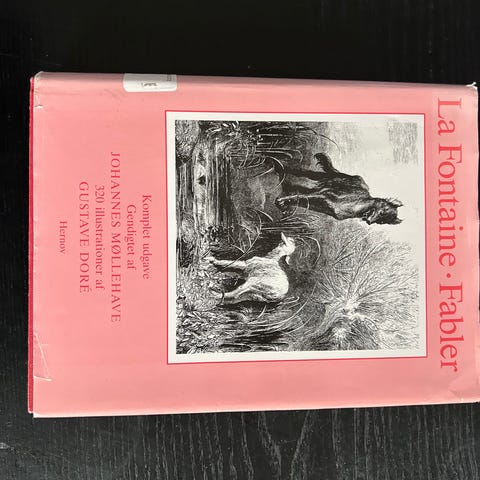 La Fontaine · Fabler
Komplet udgave
Gendigtet af
JOHANNES MØLLEHAVE
320 illustrationer af
GUSTAVE DORÉ
Hernov